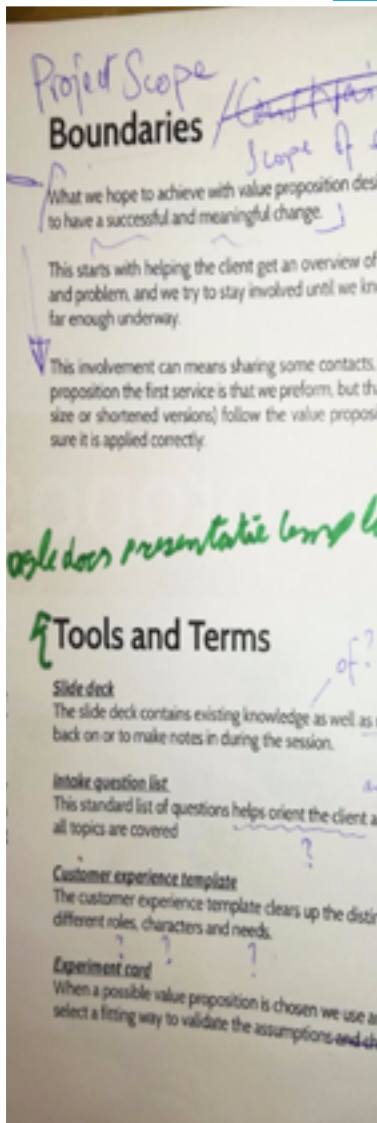 Project Scope
Boundaries
Scope of
What we hope to achieve with value proposition des
to have a successful and meaningful change.
This starts with helping the client get an overview of
and problem, and we try to stay involved until we kn
far enough underway.
This involvement can means sharing some contacts,
proposition the first service is that we preform, but th
size or shortened versions) follow the value proposi
sure it is applied correctly.
ogle docs presentatie templa
Tools and Terms
of?
Slide deck
The slide deck contains existing knowledge as well as
back on or to make notes in during the session.
Intake question list
This standard list of questions helps orient the client a
all topics are covered
?
Customer experience template
The customer experience template clears up the distin
different roles, characters and needs.
? ? ?
Experiment card
When a possible value proposition is chosen we use a
select a fitting way to validate the assumptions and ch